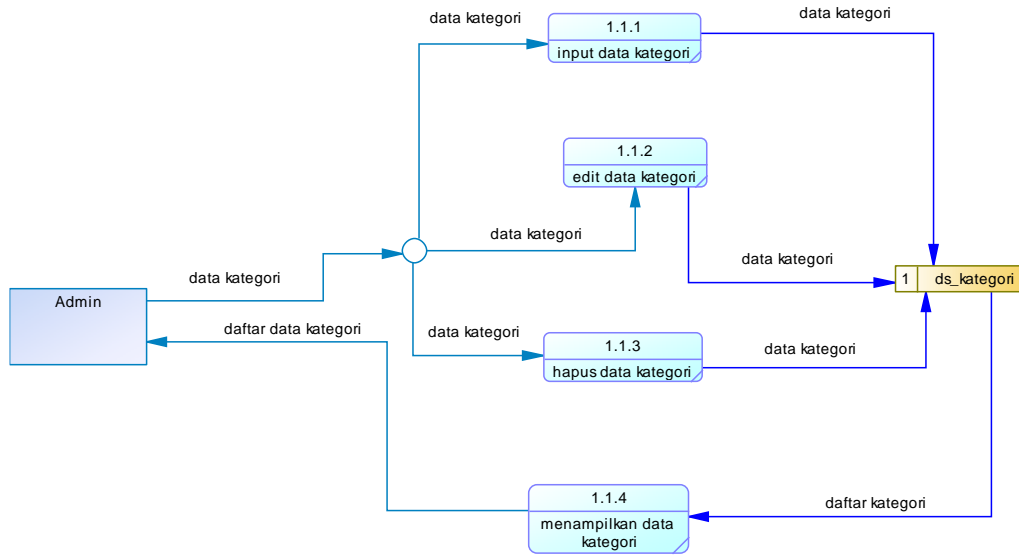 data kategori
data kategori
1.1.1
input data kategori
1.1.2
edit data kategori
data kategori
data kategori
data kategori
1
ds_kategori
Admin
daftar data kategori
data kategori
1.1.3
hapus data kategori
data kategori
1.1.4
menampilkan data
kategori
daftar kategori